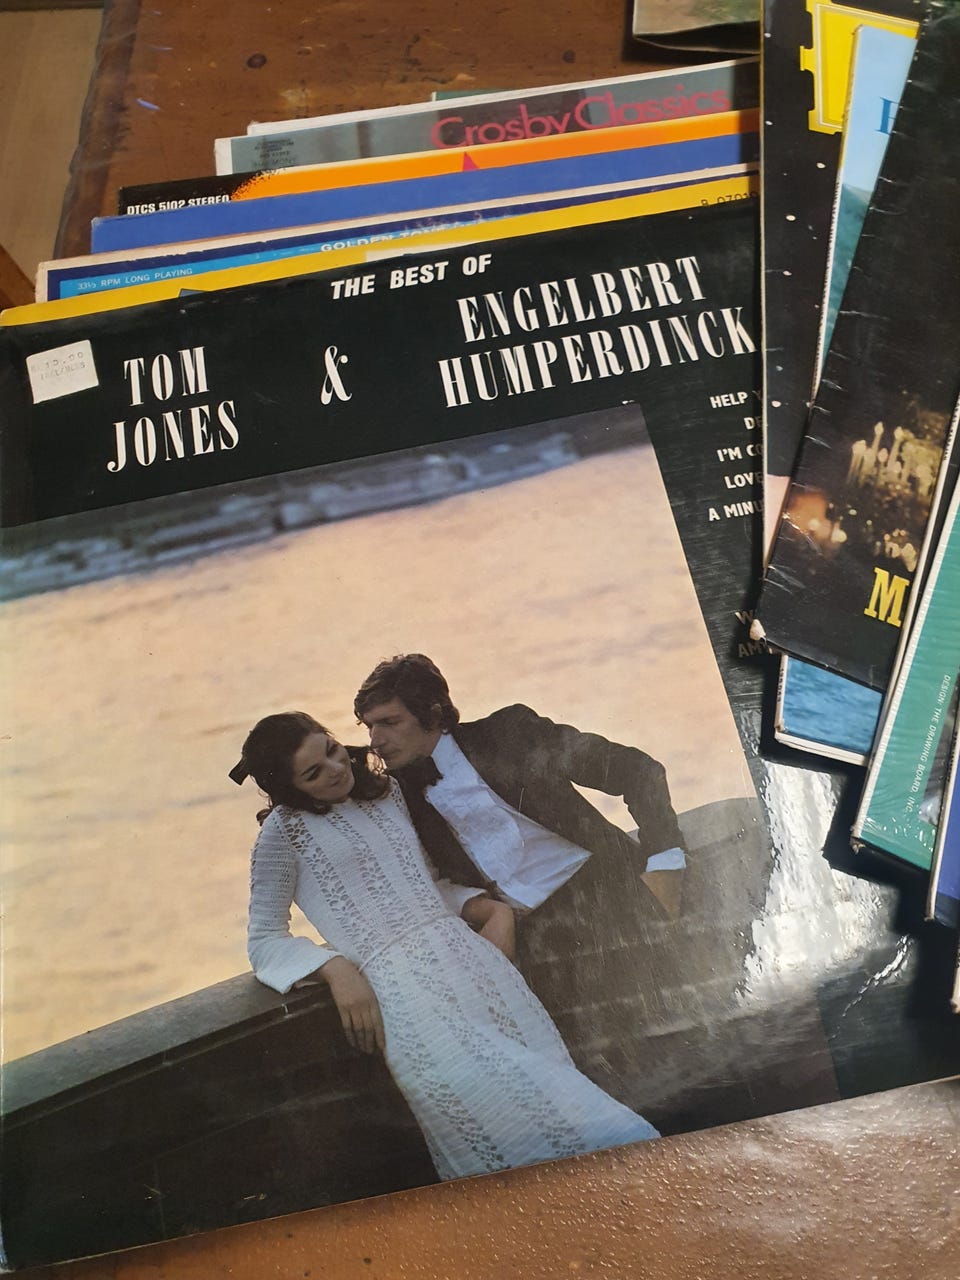 Crosby Classics
DTCS 5102 STEREO
33⅓ RPM LONG PLAYING
THE BEST OF
TOM
JONES
&
ENGELBERT
HUMPERDINCK
HELP
I'M
LOVE
A
M
DESIGN: THE DRAWING BOARD, INC.